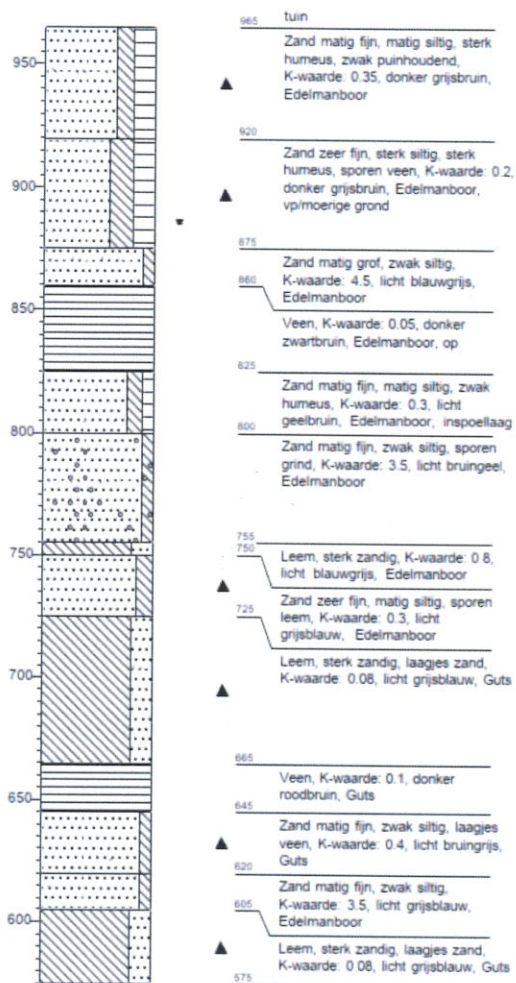 965 tuin
Zand matig fijn, matig siltig, sterk
humeus, zwak puinhoudend,
K-waarde: 0.35, donker grijsbruin,
Edelmanboor
920
Zand zeer fijn, sterk siltig, sterk
humeus, sporen veen, K-waarde: 0.2,
donker grijsbruin, Edelmanboor,
vp/moerige grond
875
Zand matig grof, zwak siltig,
860 K-waarde: 4.5, licht blauwgrijs,
Edelmanboor
Veen, K-waarde: 0.05, donker
zwartbruin, Edelmanboor, op
825
Zand matig fijn, matig siltig, zwak
humeus, K-waarde: 0.3, licht
geelbruin, Edelmanboor, inspoellaag
800
Zand matig fijn, zwak siltig, sporen
grind, K-waarde: 3.5, licht bruingeel,
Edelmanboor
755
750 Leem, sterk zandig, K-waarde: 0 8,
licht blauwgrijs, Edelmanboor
Zand zeer fijn, matig siltig, sporen
725 leem, K-waarde: 0.3, licht
grijsblauw, Edelmanboor
Leem, sterk zandig, laagjes zand,
K-waarde: 0.08, licht grijsblauw, Guts
665
Veen, K-waarde: 0.1, donker
roodbruin, Guts
645
Zand matig fijn, zwak siltig, laagjes
veen, K-waarde: 0.4, licht bruingrijs,
Guts
620
Zand matig fijn, zwak siltig,
605 K-waarde: 3.5, licht grijsblauw,
Edelmanboor
Leem, sterk zandig, laagjes zand,
K-waarde: 0 08, licht grijsblauw, Guts
575
950
900
850
800
750
700
650
600